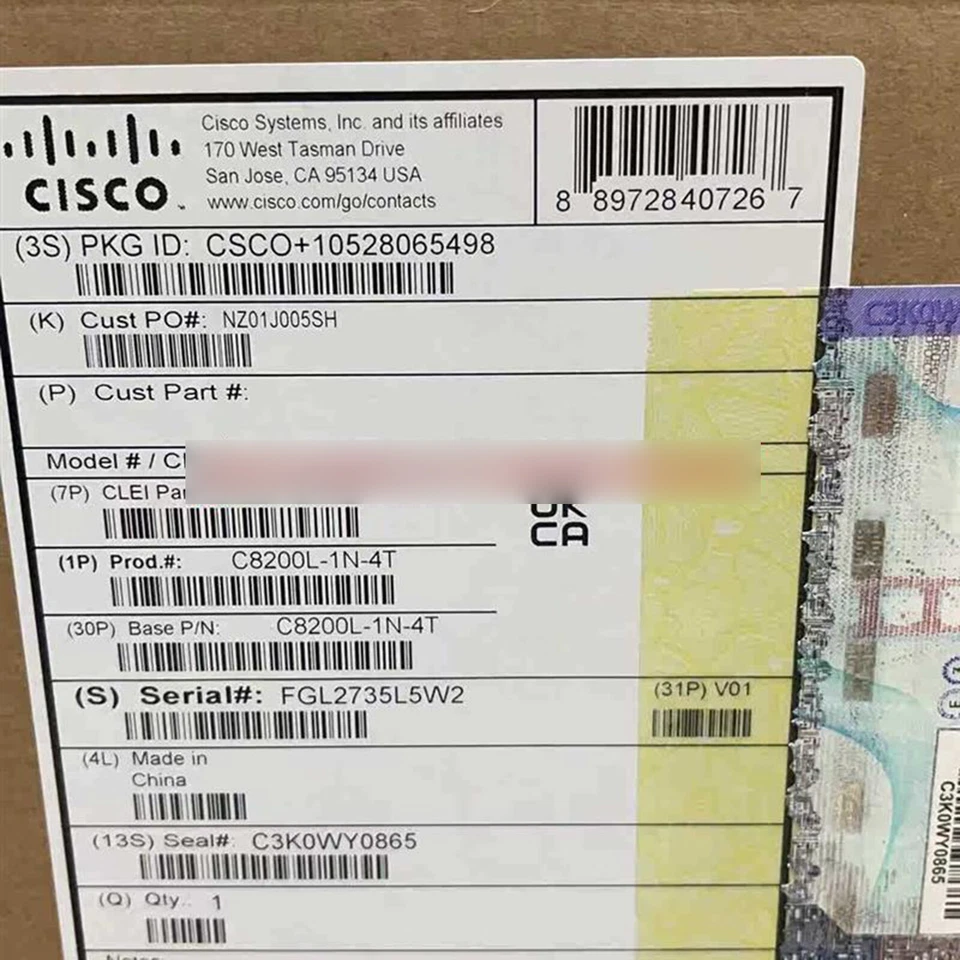 CISCO
Cisco Systems, Inc. and its affiliates
170 West Tasman Drive
San Jose, CA 95134 USA
www.cisco.com/go/contacts
8 89728 40726 7
(3S) PKG ID: CSCO+10528065498
(K) Cust PO#: NZ01J005SH
(P) Cust Part #:
Model # /
(7P) CLEI
UK
CA
(1P) Prod.#: C8200L-1N-4T
(30P) Base P/N: C8200L-1N-4T
(S) Serial#: FGL2735L5W2
(31P) V01
(4L) Made in
China
(13S) Seal#: C3K0WY0865
(Q) Qty.: 1
C3K0W
C3K0WY0865